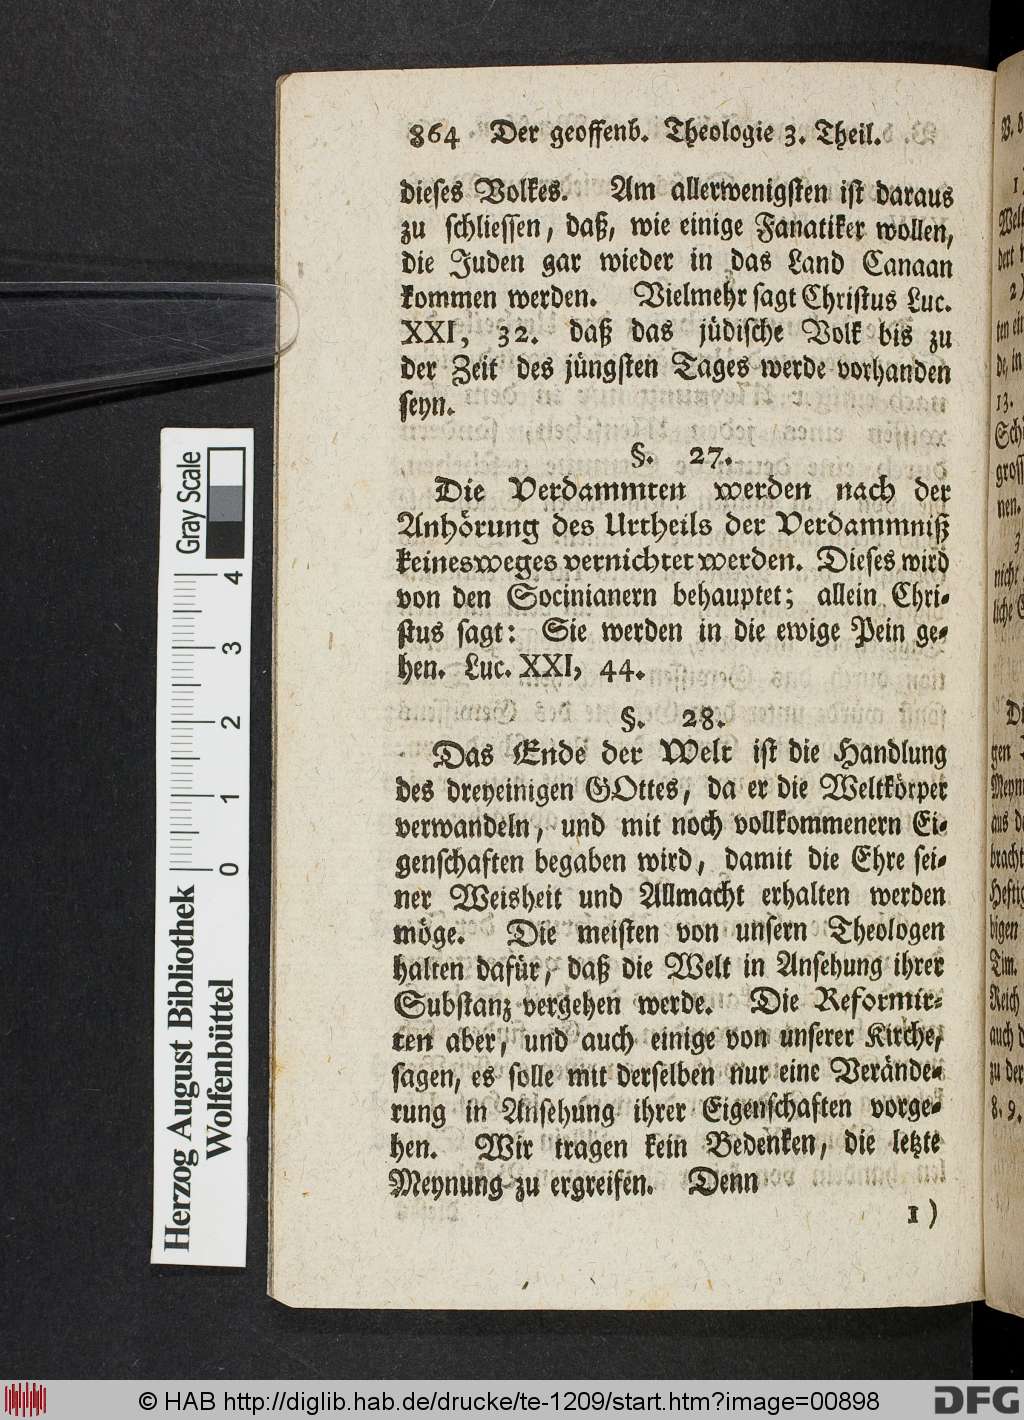 864 Der geoffenb. Theologie 3. Theil.
dieses Volkes. Am allerwenigsten ist daraus
zu schliessen, daß, wie einige Fanatiker wollen,
die Juden gar wieder in das Land Canaan
kommen werden. Vielmehr sagt Christus Luc.
XXI, 32. daß das jüdische Volk bis zu
der Zeit des jüngsten Tages werde vorhanden
seyn.
§. 27.
Die Verdammten werden nach der
Anhörung des Urtheils der Verdammniß
keinesweges vernichtet werden. Dieses wird
von den Socinianern behauptet; allein Chri-
stus sagt: Sie werden in die ewige Pein ge-
hen. Luc. XXI, 44.
§. 28.
Das Ende der Welt ist die Handlung
des dreyeinigen GOttes, da er die Weltkörper
verwandeln, und mit noch vollkommenern Ei-
genschaften begaben wird, damit die Ehre sei-
ner Weisheit und Allmacht erhalten werden
möge. Die meisten von unsern Theologen
halten dafür, daß die Welt in Ansehung ihrer
Substanz vergehen werde. Die Reformir-
ten aber, und auch einige von unserer Kirche,
sagen, es solle mit derselben nur eine Verände-
rung in Ansehung ihrer Eigenschaften vorge-
hen. Wir tragen kein Bedenken, die letzte
Meynung zu ergreifen. Denn
1)
Herzog August Bibliothek
Wolfenbüttel
0 1 2 3 4
Gray Scale
© HAB http://diglib.hab.de/drucke/te-1209/start.htm?image=00898
DFG